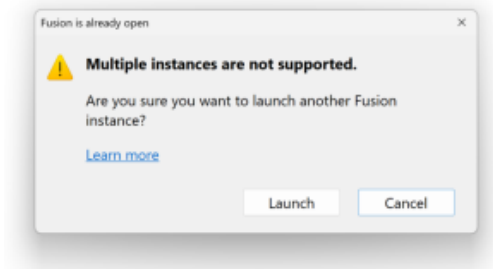 Fusion is already open
Multiple instances are not supported.
Are you sure you want to launch another Fusion
instance?
Learn more
Launch
Cancel